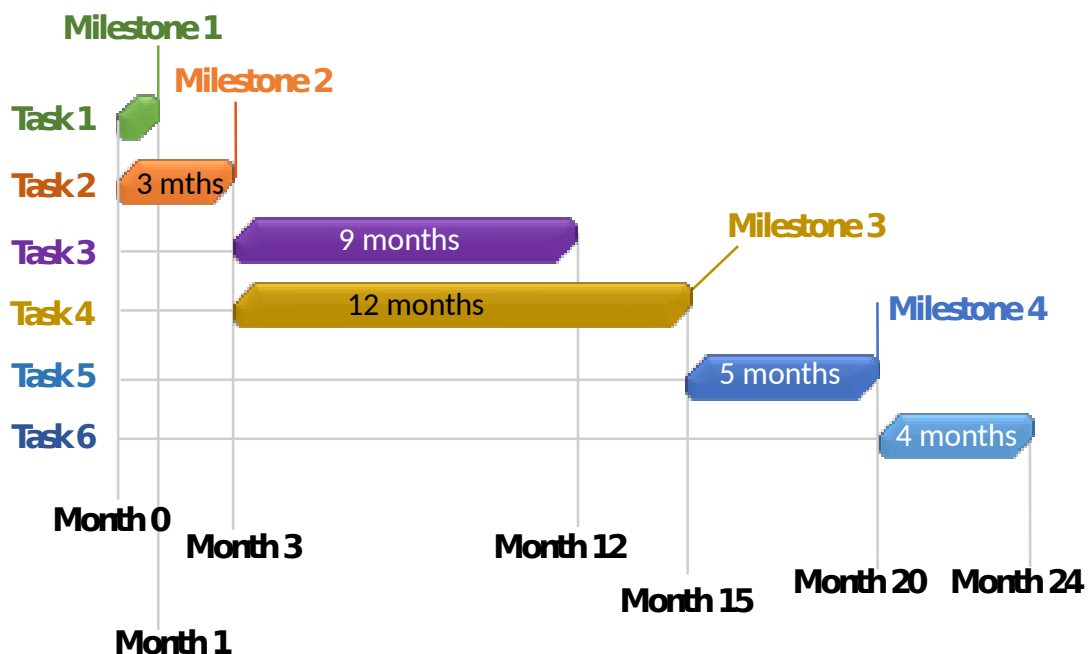 Milestone 1
Milestone 2
Task 1
Task 2
3 mths
Task 3
9 months
Milestone 3
Task 4
12 months
Milestone 4
Task 5
5 months
Task 6
4 months
Month 0
Month 3
Month 12
Month 15
Month 20
Month 24
Month 1